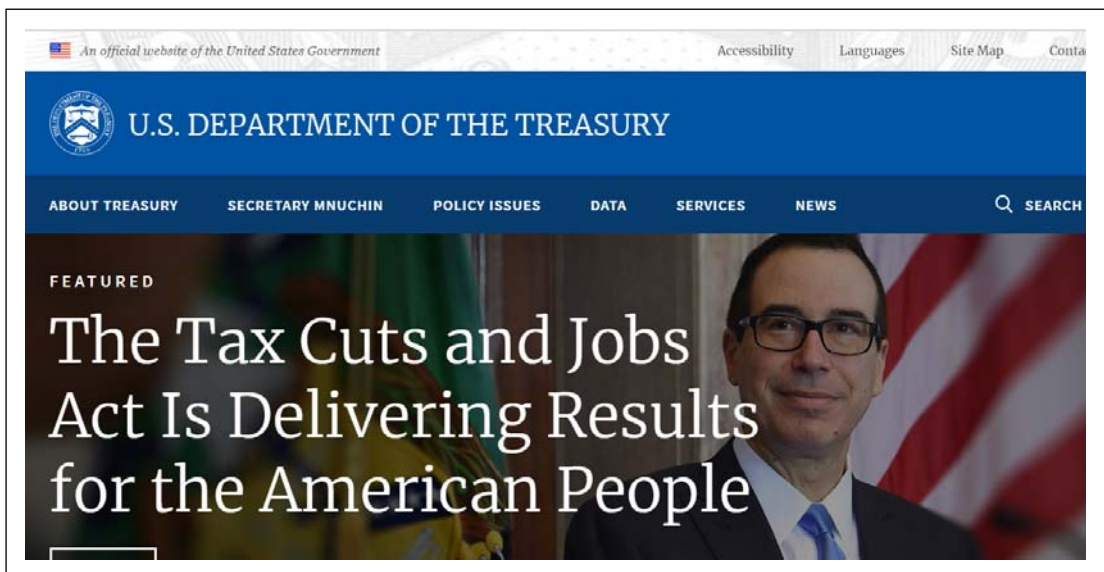 An official website of the United States Government
Accessibility Languages Site Map Conta
U.S. DEPARTMENT OF THE TREASURY
ABOUT TREASURY SECRETARY MNUCHIN POLICY ISSUES DATA SERVICES NEWS SEARCH
FEATURED
The Tax Cuts and Jobs
Act Is Delivering Results
for the American People